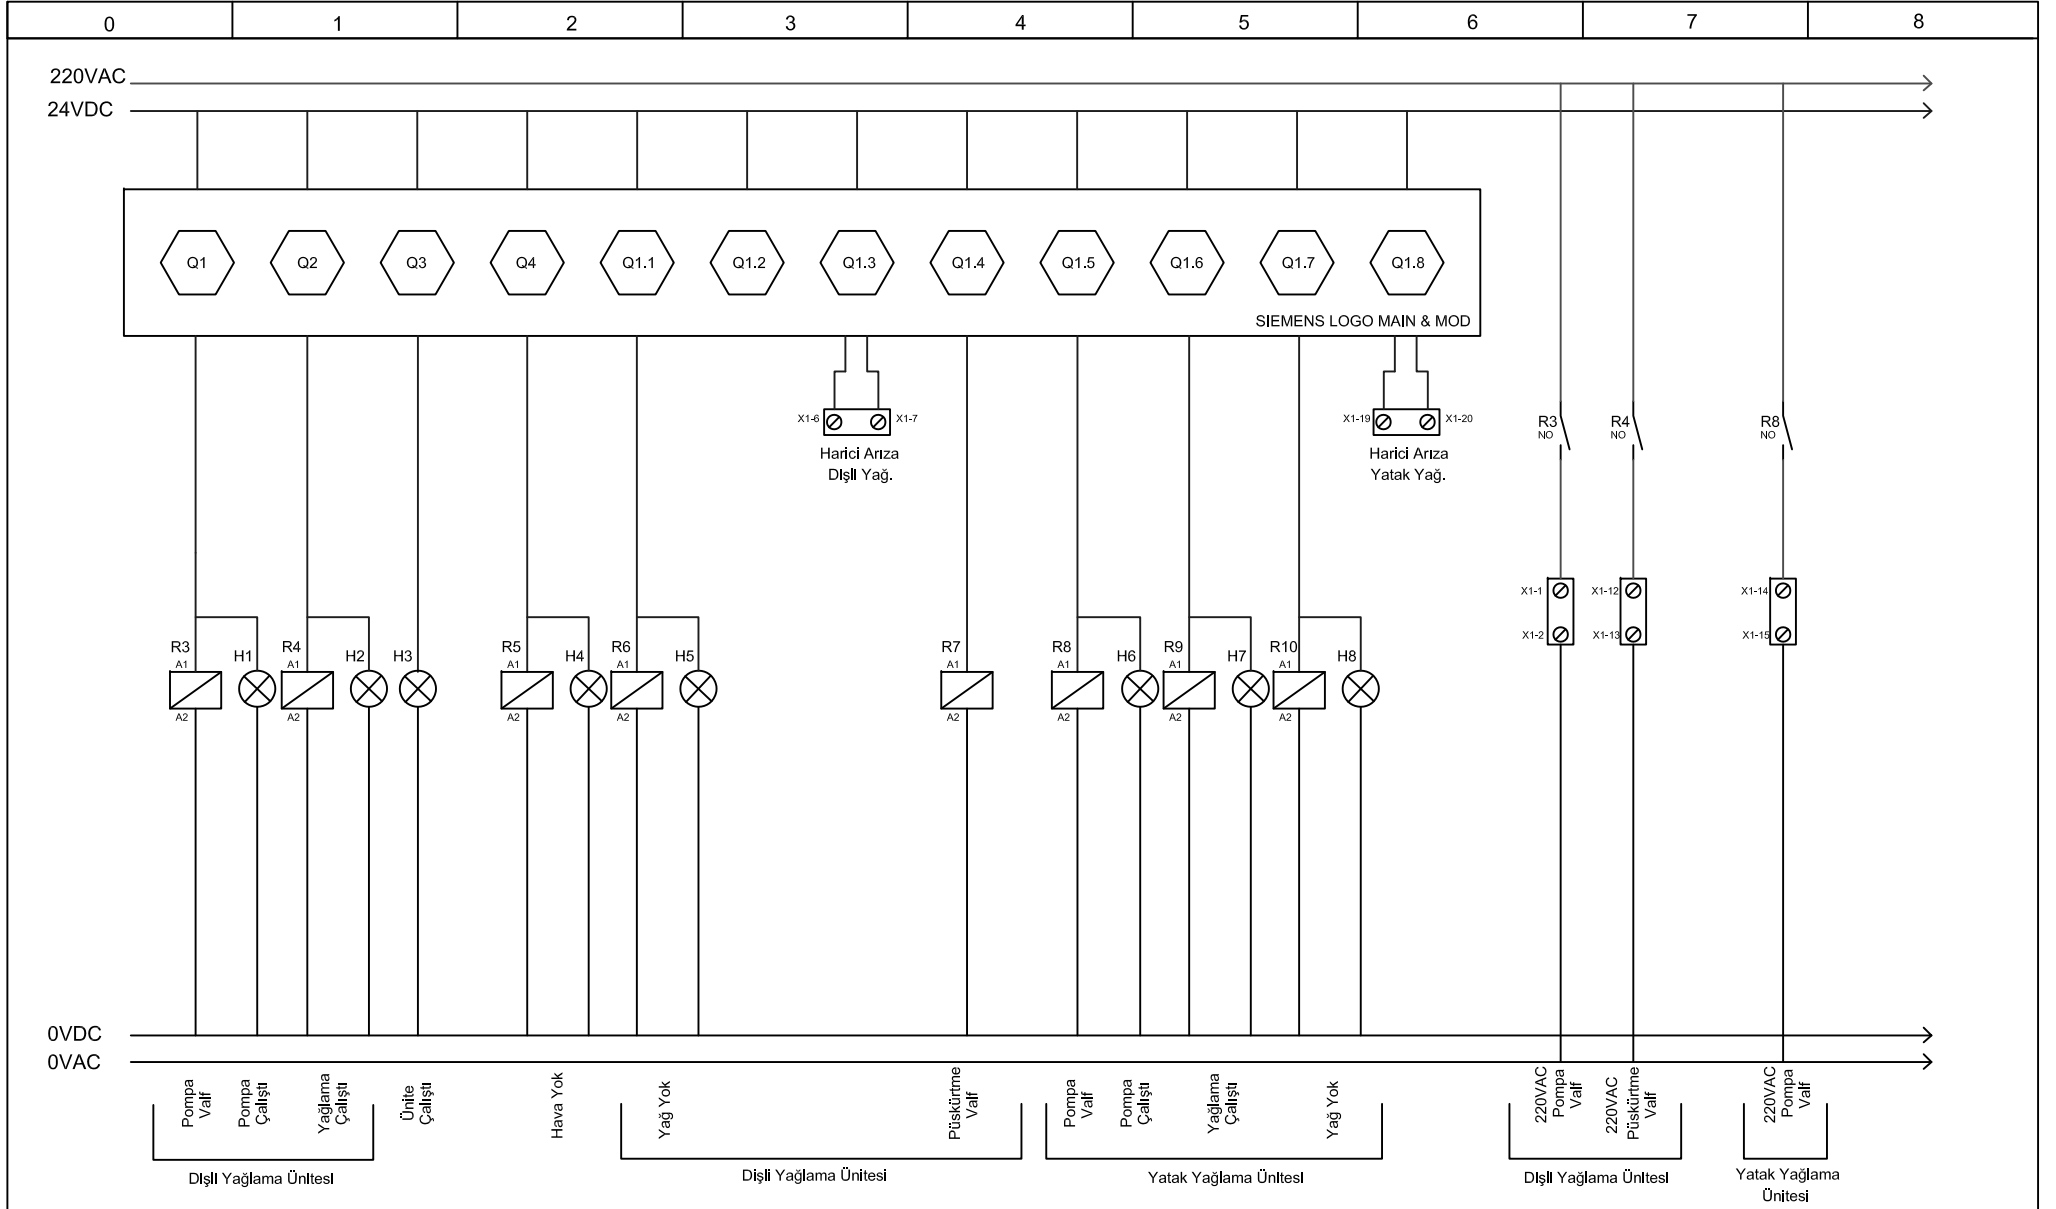 0 1 2 3 4 5 6 7 8
220VAC
24VDC
Q1 Q2 Q3 Q4 Q1.1 Q1.2 Q1.3 Q1.4 Q1.5 Q1.6 Q1.7 Q1.8
SIEMENS LOGO MAIN & MOD
X1-6 X1-7 X1-19 X1-20
Harici Arıza
Dişli Yağ.
Harici Arıza
Yatak Yağ.
R3
NO
R4
NO
R8
NO
X1-1 X1-12 X1-14
X1-2 X1-13 X1-15
R3 H1 R4 H2 H3 R5 H4 R6 H5 R7 R8 H6 R9 H7 R10 H8
A1 A1 A1 A1 A1 A1 A1 A1
A2 A2 A2 A2 A2 A2 A2 A2
0VDC
0VAC
Pompa
Valf
Pompa
Çalıştı
Yağlama
Çalıştı
Ünite
Çalıştı
Hava Yok
Yağ Yok
Püskürtme
Valf
Pompa
Valf
Pompa
Çalıştı
Yağlama
Çalıştı
Yağ Yok
220VAC
Pompa
Valf
220VAC
Püskürtme
Valf
220VAC
Pompa
Valf
Dişli Yağlama Ünitesi
Dişli Yağlama Ünitesi
Yatak Yağlama Ünitesi
Dişli Yağlama Ünitesi
Yatak Yağlama
Ünitesi